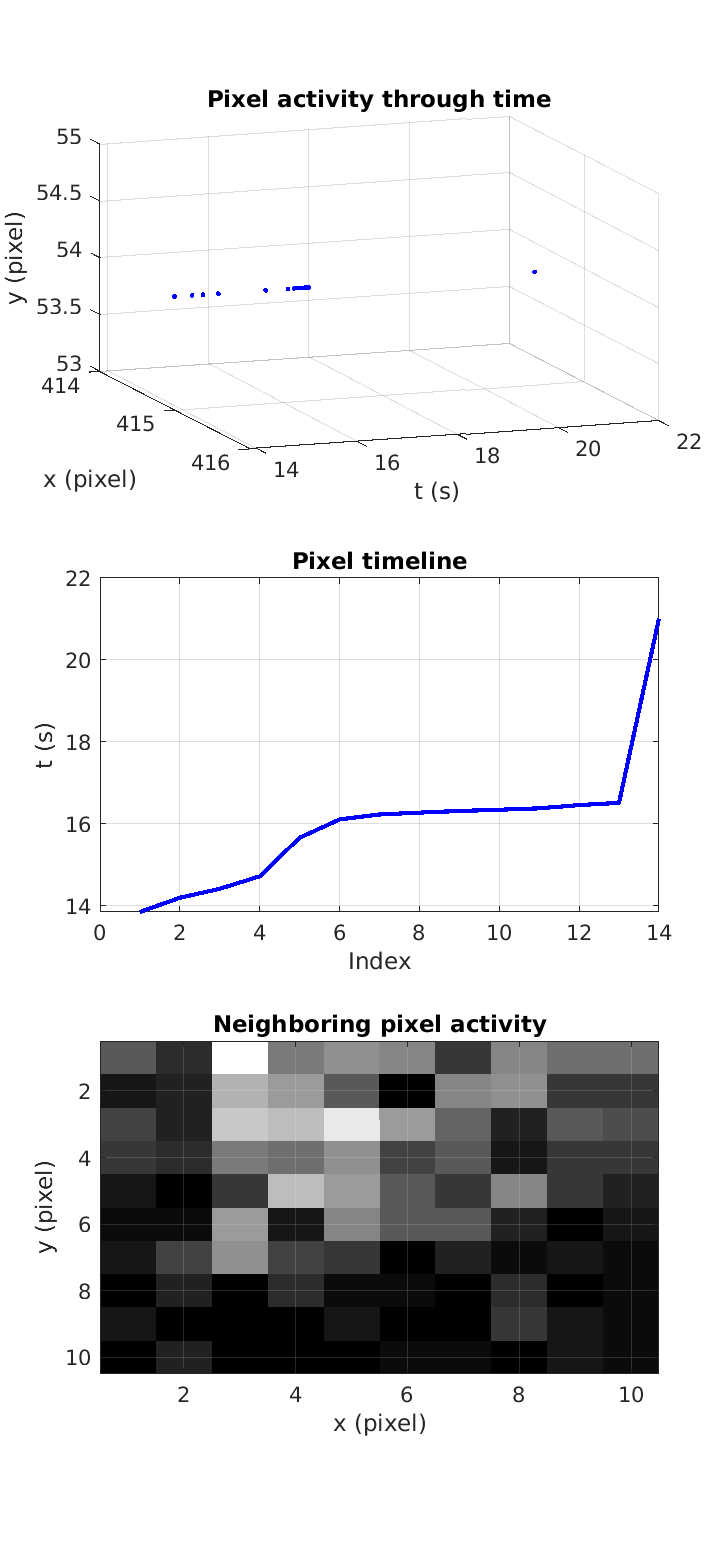 Pixel activity through time
55
54.5
54
53.5
53
y (pixel)
414
415
416
x (pixel)
14
16
18
20
22
t (s)
Pixel timeline
22
20
18
16
14
t (s)
0 2 4 6 8 10 12 14
Index
Neighboring pixel activity
2
4
6
8
10
y (pixel)
2 4 6 8 10
x (pixel)